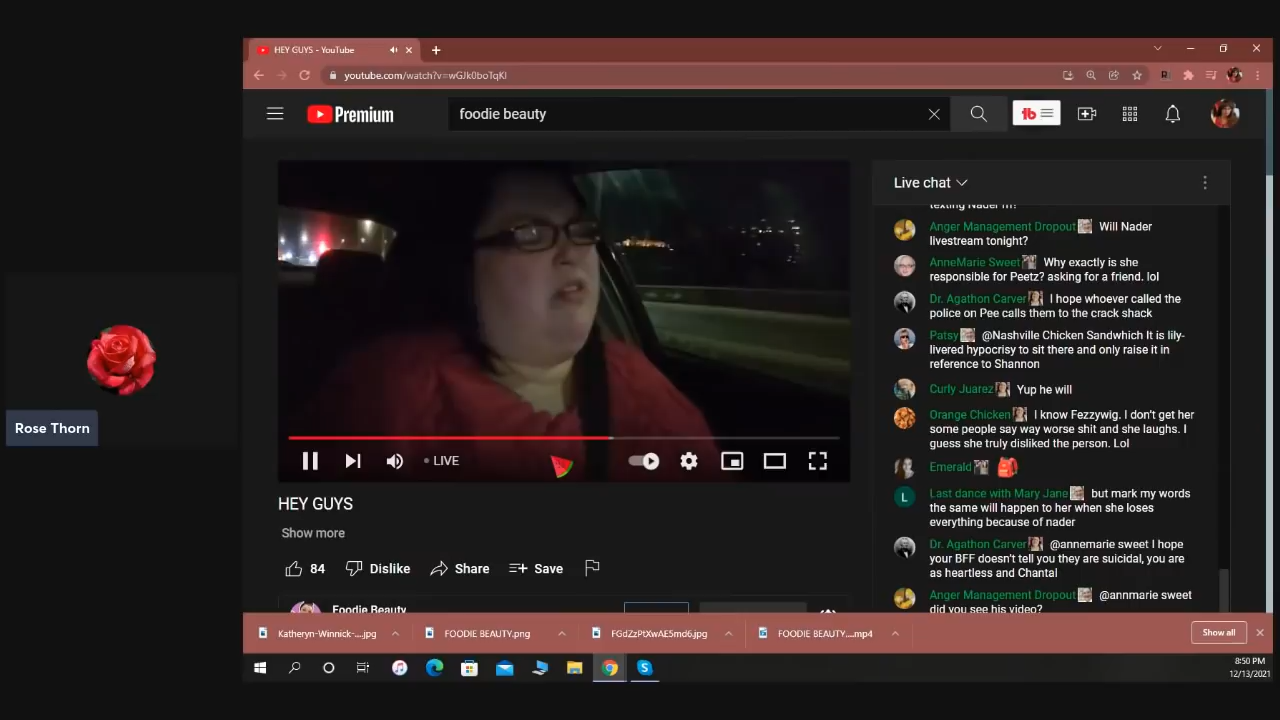 HEY GUYS - YouTube
youtube.com/watch?v=wGJk0boTqKI
Premium
foodie beauty
Live chat
texting Nader rn?
Anger Management Dropout Will Nader
livestream tonight?
AnneMarie Sweet Why exactly is she
responsible for Peetz? asking for a friend. lol
Dr. Agathon Carver I hope whoever called the
police on Pee calls them to the crack shack
Patsy @Nashville Chicken Sandwhich It is lily-
livered hypocrisy to sit there and only raise it in
reference to Shannon
Curly Juarez Yup he will
Orange Chicken I know Fezzywig. I don't get her
some people say way worse shit and she laughs. I
guess she truly disliked the person. Lol
Emerald
L
Last dance with Mary Jane but mark my words
the same will happen to her when she loses
everything because of nader
Dr. Agathon Carver @annemarie sweet I hope
your BFF doesn't tell you they are suicidal, you are
as heartless and Chantal
Anger Management Dropout @annmarie sweet
did you see his video?
Rose Thorn
LIVE
HEY GUYS
Show more
84 Dislike Share Save
Foodie Beauty
Katheryn-Winnick-....jpg FOODIE BEAUTY.png FGdZzPtXwAE5md6.jpg FOODIE BEAUTY....mp4 Show all
8:50 PM
12/13/2021